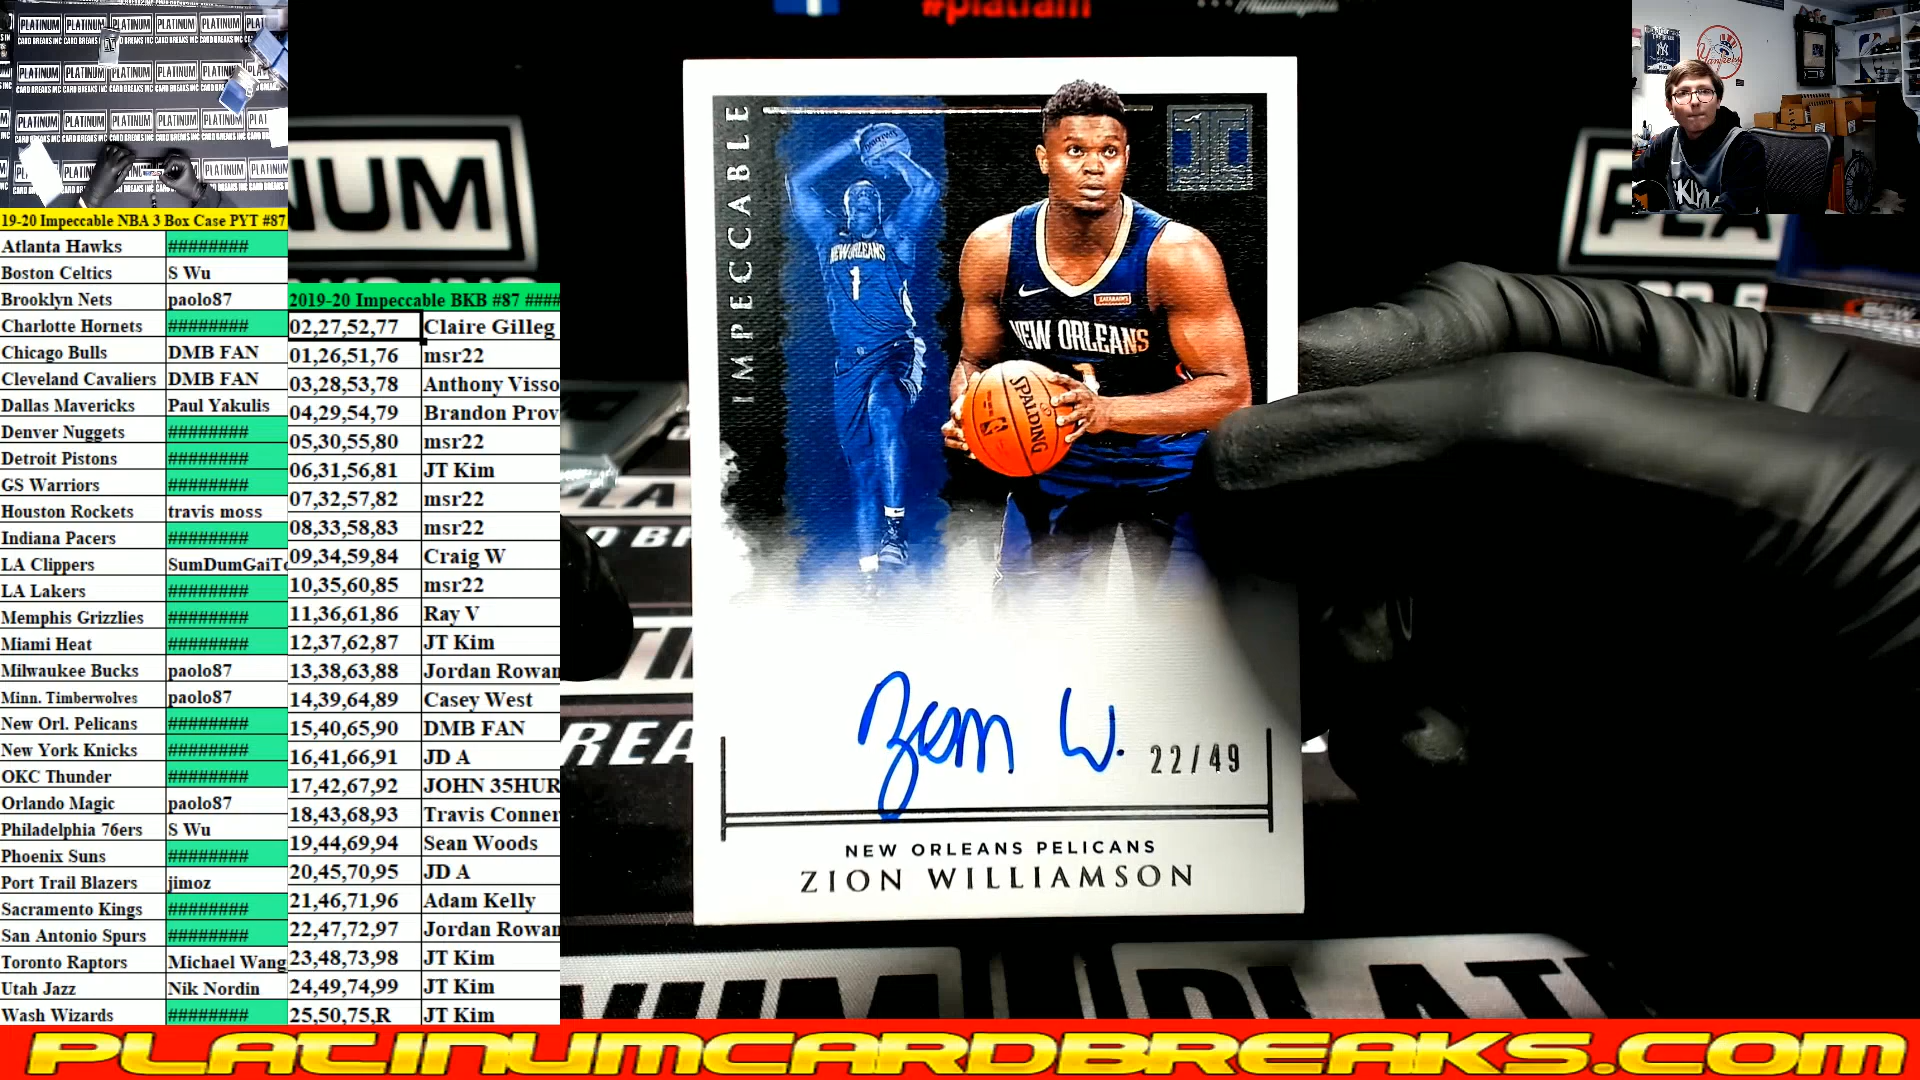 19-20 Impeccable NBA 3 Box Case PYT #87
Atlanta Hawks ########
Boston Celtics S Wu
Brooklyn Nets paolo87
Charlotte Hornets ########
Chicago Bulls DMB FAN
Cleveland Cavaliers DMB FAN
Dallas Mavericks Paul Yakulis
Denver Nuggets ########
Detroit Pistons ########
GS Warriors ########
Houston Rockets travis moss
Indiana Pacers ########
LA Clippers SumDumGaiT
LA Lakers ########
Memphis Grizzlies ########
Miami Heat ########
Milwaukee Bucks paolo87
Minn. Timberwolves paolo87
New Orl. Pelicans ########
New York Knicks ########
OKC Thunder ########
Orlando Magic paolo87
Philadelphia 76ers S Wu
Phoenix Suns ########
Port Trail Blazers jimoz
Sacramento Kings ########
San Antonio Spurs ########
Toronto Raptors Michael Wang
Utah Jazz Nik Nordin
Wash Wizards ########
2019-20 Impeccable BKB #87 ####
02,27,52,77 Claire Gilleg
01,26,51,76 msr22
03,28,53,78 Anthony Visso
04,29,54,79 Brandon Prov
05,30,55,80 msr22
06,31,56,81 JT Kim
07,32,57,82 msr22
08,33,58,83 msr22
09,34,59,84 Craig W
10,35,60,85 msr22
11,36,61,86 Ray V
12,37,62,87 JT Kim
13,38,63,88 Jordan Rowan
14,39,64,89 Casey West
15,40,65,90 DMB FAN
16,41,66,91 JD A
17,42,67,92 JOHN 35HUR
18,43,68,93 Travis Conner
19,44,69,94 Sean Woods
20,45,70,95 JD A
21,46,71,96 Adam Kelly
22,47,72,97 Jordan Rowan
23,48,73,98 JT Kim
24,49,74,99 JT Kim
25,50,75,R JT Kim
IMPECCABLE
NEW ORLEANS
1
NEW ORLEANS
SPALDING
Zion W.
22/49
NEW ORLEANS PELICANS
ZION WILLIAMSON
PLATINUMCARDBREAKS.COM